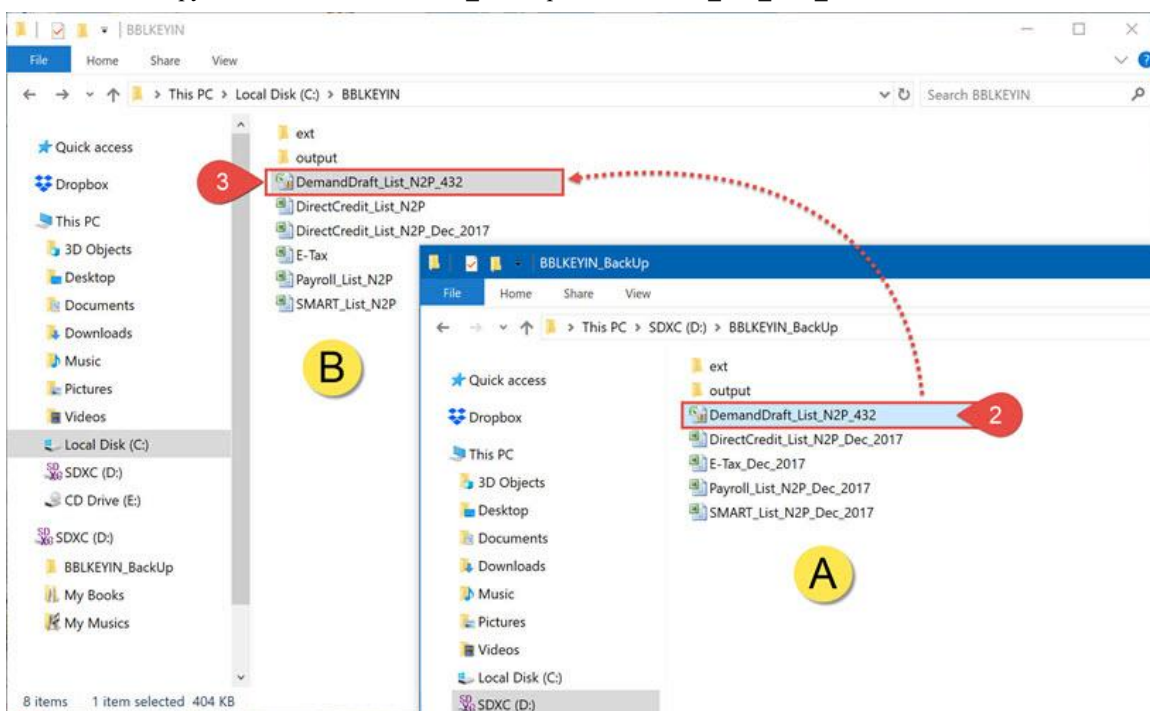 BBLKEYIN
File Home Share View
This PC > Local Disk (C:) > BBLKEYIN
Search BBLKEYIN
Quick access
Dropbox
This PC
3D Objects
Desktop
Documents
Downloads
Music
Pictures
Videos
Local Disk (C:)
SDXC (D:)
CD Drive (E:)
SDXC (D:)
BBLKEYIN_BackUp
My Books
My Musics
8 items 1 item selected 404 KB
ext
output
3
DemandDraft_List_N2P_432
DirectCredit_List_N2P
DirectCredit_List_N2P_Dec_2017
E-Tax
Payroll_List_N2P
SMART_List_N2P
B
BBLKEYIN_BackUp
File Home Share View
This PC > SDXC (D:) > BBLKEYIN_BackUp
Quick access
Dropbox
This PC
3D Objects
Desktop
Documents
Downloads
Music
Pictures
Videos
Local Disk (C:)
SDXC (D:)
ext
output
DemandDraft_List_N2P_432
2
DirectCredit_List_N2P_Dec_2017
E-Tax_Dec_2017
Payroll_List_N2P_Dec_2017
SMART_List_N2P_Dec_2017
A